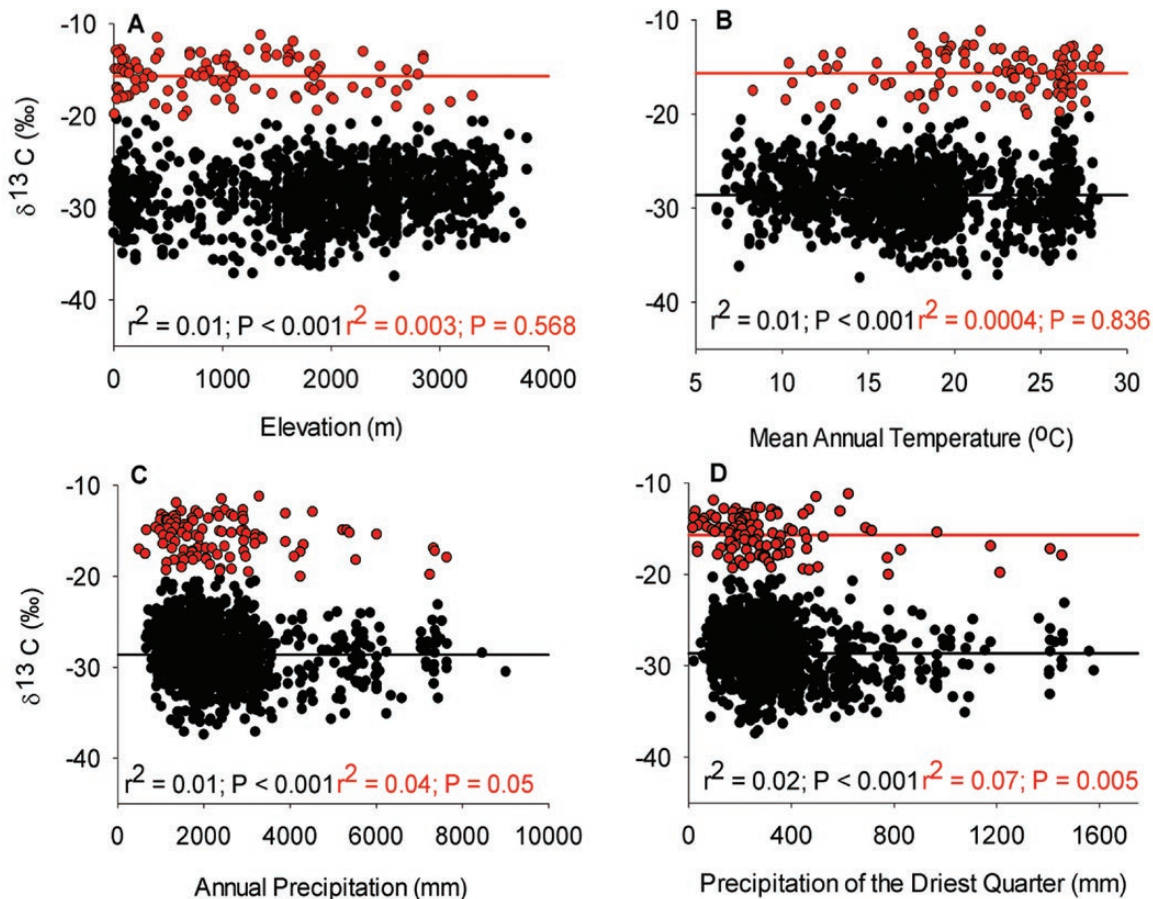 A
-10
-20
-30
-40
δ 13 C (‰)
r2 = 0.01; P < 0.001 r2 = 0.003; P = 0.568
0 1000 2000 3000 4000
Elevation (m)
B
-10
-20
-30
-40
r2 = 0.01; P < 0.001 r2 = 0.0004; P = 0.836
5 10 15 20 25 30
Mean Annual Temperature (ºC)
C
-10
-20
-30
-40
δ13 C (‰)
r2 = 0.01; P < 0.001 r2 = 0.04; P = 0.05
0 2000 4000 6000 8000 10000
Annual Precipitation (mm)
D
-10
-20
-30
-40
r2 = 0.02; P < 0.001 r2 = 0.07; P = 0.005
0 400 800 1200 1600
Precipitation of the Driest Quarter (mm)